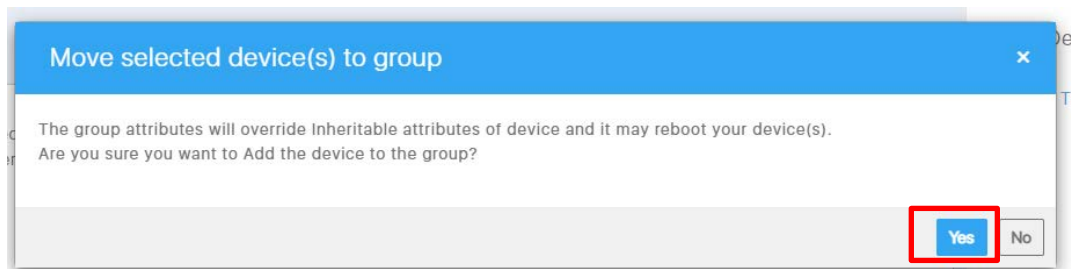 Move selected device(s) to group
×
The group attributes will override Inheritable attributes of device and it may reboot your device(s).
Are you sure you want to Add the device to the group?
Yes
No